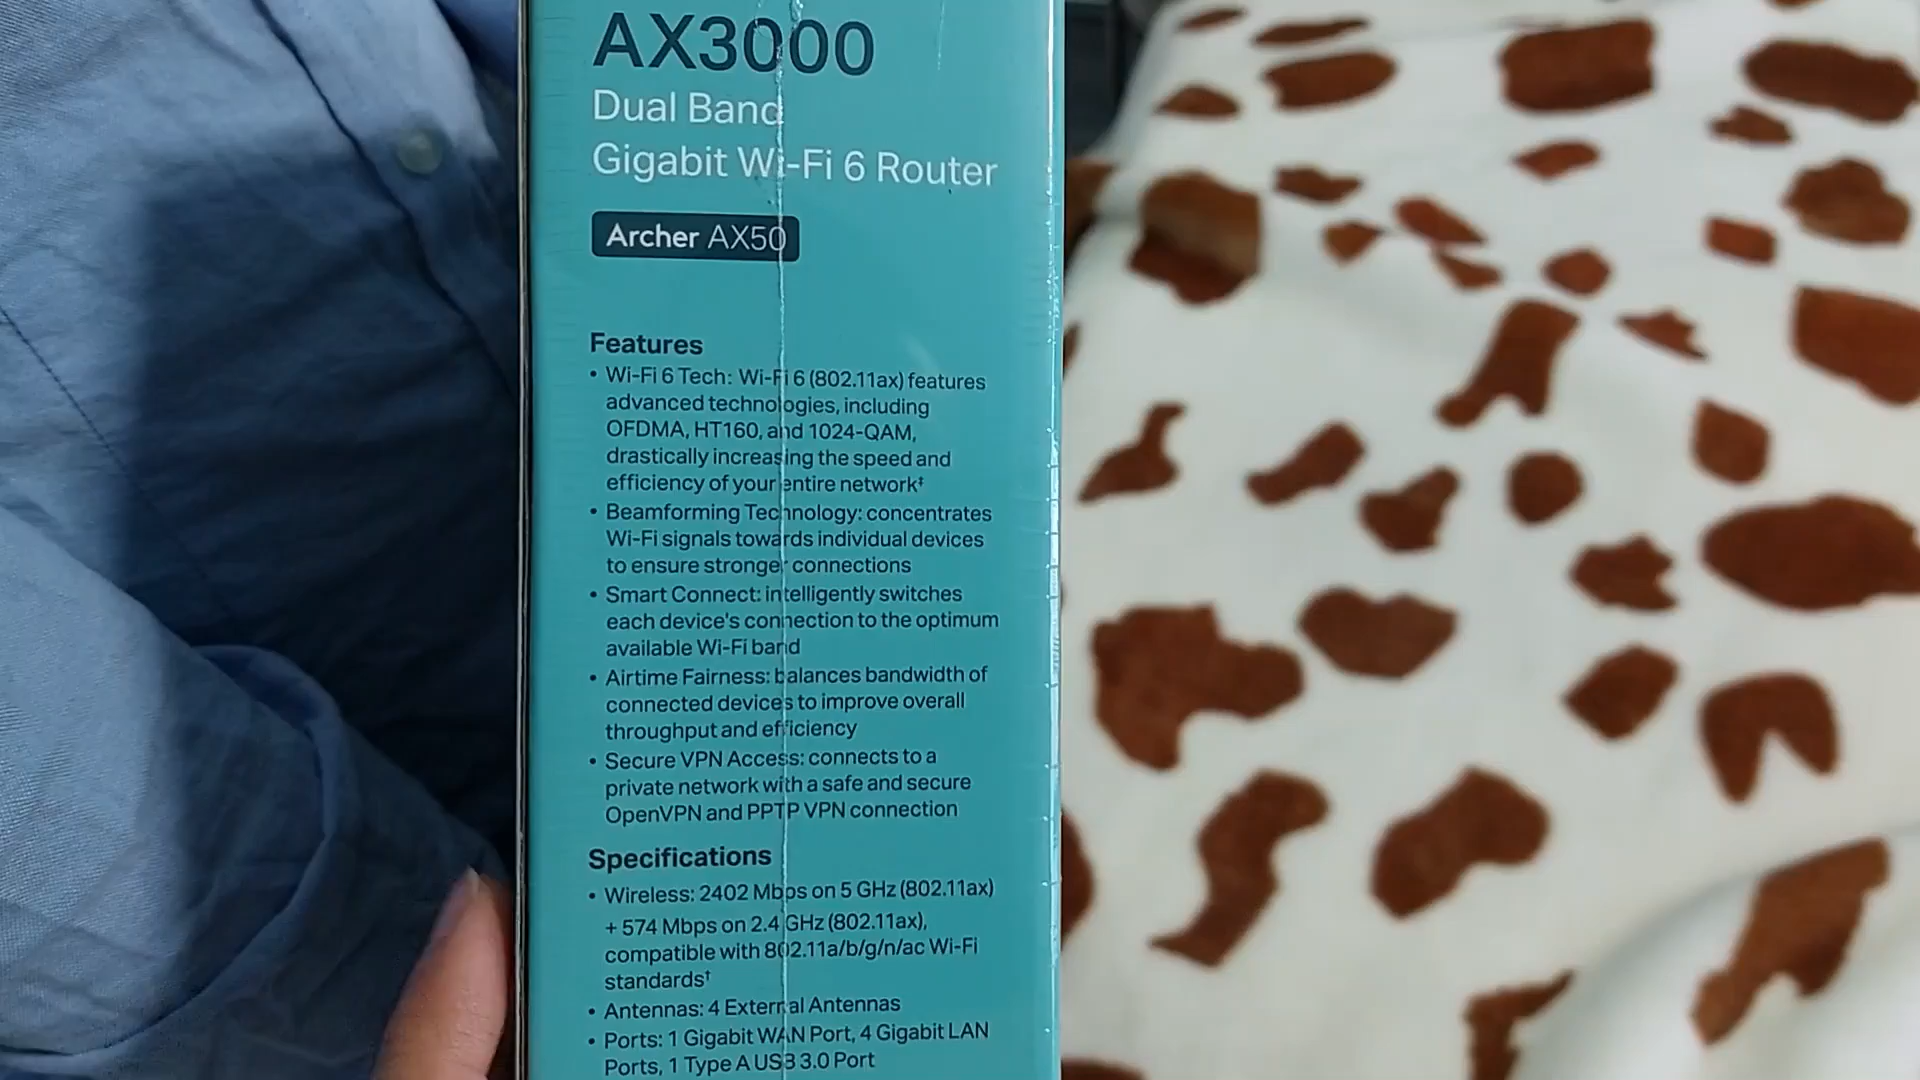 AX3000
Dual Band
Gigabit Wi-Fi 6 Router
Archer AX50
Features
• Wi-Fi 6 Tech: Wi-Fi 6 (802.11ax) features
advanced technologies, including
OFDMA, HT160, and 1024-QAM,
drastically increasing the speed and
efficiency of your entire network‡
• Beamforming Technology: concentrates
Wi-Fi signals towards individual devices
to ensure stronger connections
• Smart Connect: intelligently switches
each device's connection to the optimum
available Wi-Fi band
• Airtime Fairness: balances bandwidth of
connected devices to improve overall
throughput and efficiency
• Secure VPN Access: connects to a
private network with a safe and secure
OpenVPN and PPTP VPN connection
Specifications
• Wireless: 2402 Mbps on 5 GHz (802.11ax)
+ 574 Mbps on 2.4 GHz (802.11ax),
compatible with 802.11a/b/g/n/ac Wi-Fi
standards†
• Antennas: 4 External Antennas
• Ports: 1 Gigabit WAN Port, 4 Gigabit LAN
Ports, 1 Type A USB 3.0 Port